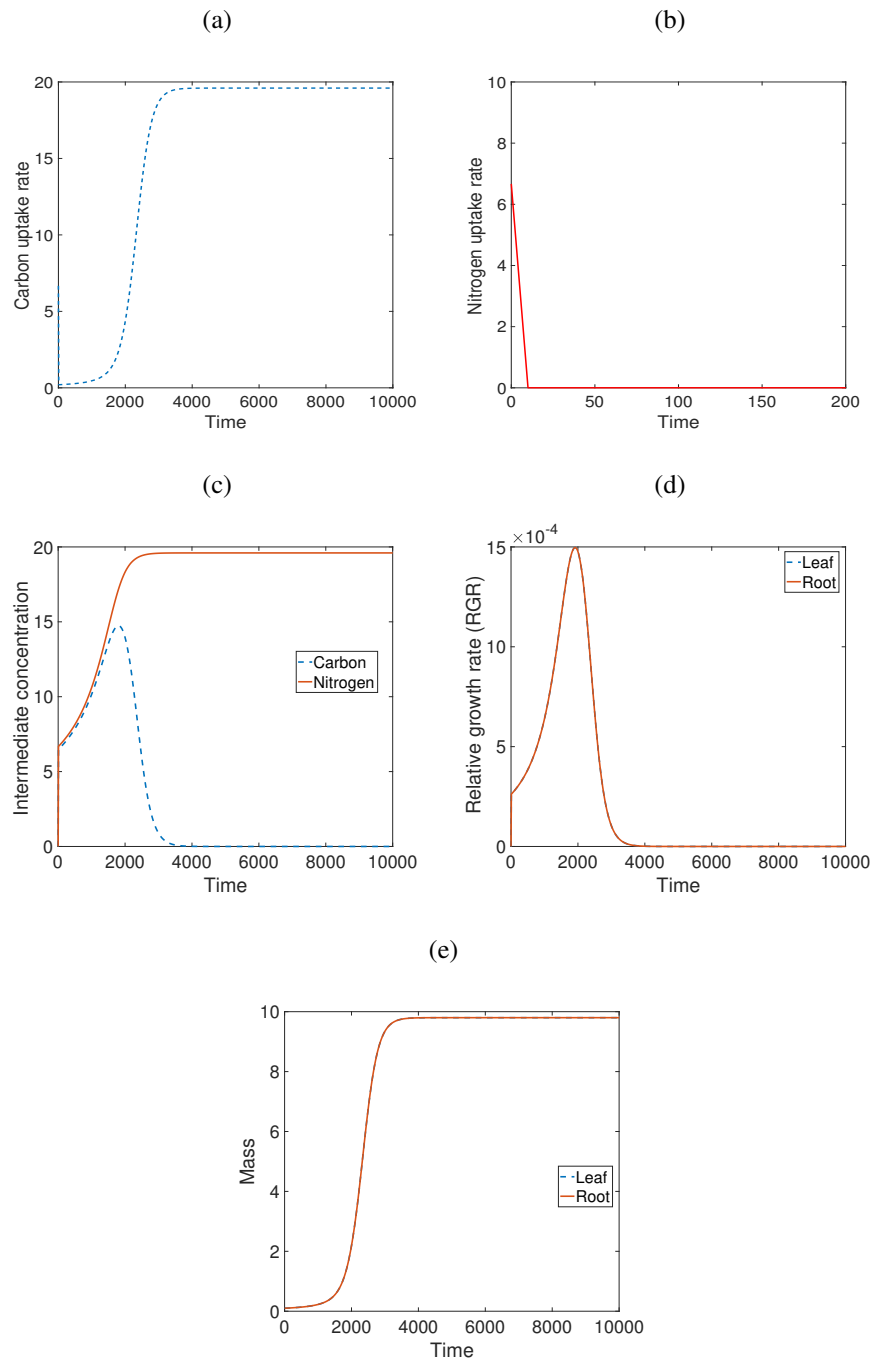 (a)
20
15
10
5
0
Carbon uptake rate
0 2000 4000 6000 8000 10000
Time
(b)
10
8
6
4
2
0
Nitrogen uptake rate
0 50 100 150 200
Time
(c)
20
15
10
5
0
Intermediate concentration
Carbon
Nitrogen
0 2000 4000 6000 8000 10000
Time
(d)
×10-4
15
10
5
0
Relative growth rate (RGR)
Leaf
Root
0 2000 4000 6000 8000 10000
Time
(e)
10
8
6
4
2
0
Mass
Leaf
Root
0 2000 4000 6000 8000 10000
Time